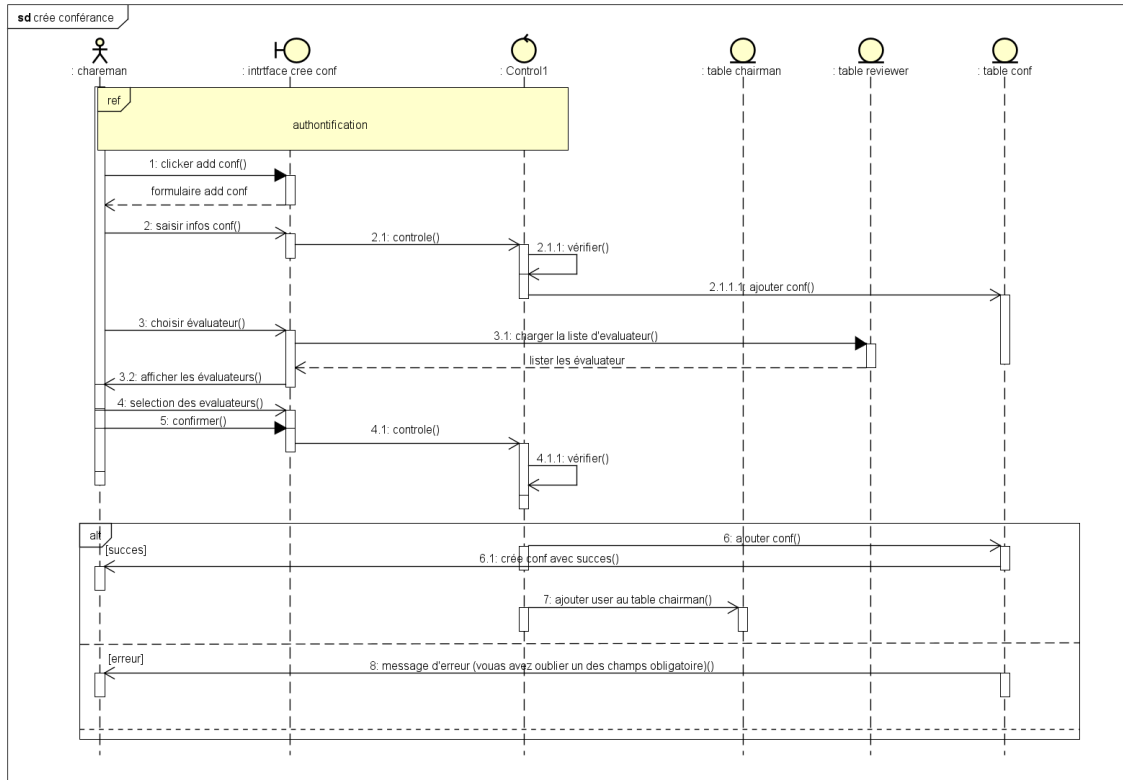 sd crée conférance
: chareman
: intrtface cree conf
: Control1
: table chairman
: table reviewer
: table conf
ref
authontification
1: clicker add conf()
formulaire add conf
2: saisir infos conf()
2.1: controle()
2.1.1: vérifier()
2.1.1.1: ajouter conf()
3: choisir évaluateur()
3.1: charger la liste d'evaluateur()
lister les évaluateur
3.2: afficher les évaluateurs()
4: selection des evaluateurs()
5: confirmer()
4.1: controle()
4.1.1: vérifier()
alt
[succes]
6: ajouter conf()
6.1: crée conf avec succes()
7: ajouter user au table chairman()
[erreur]
8: message d'erreur (vouas avez oublier un des champs obligatoire)()